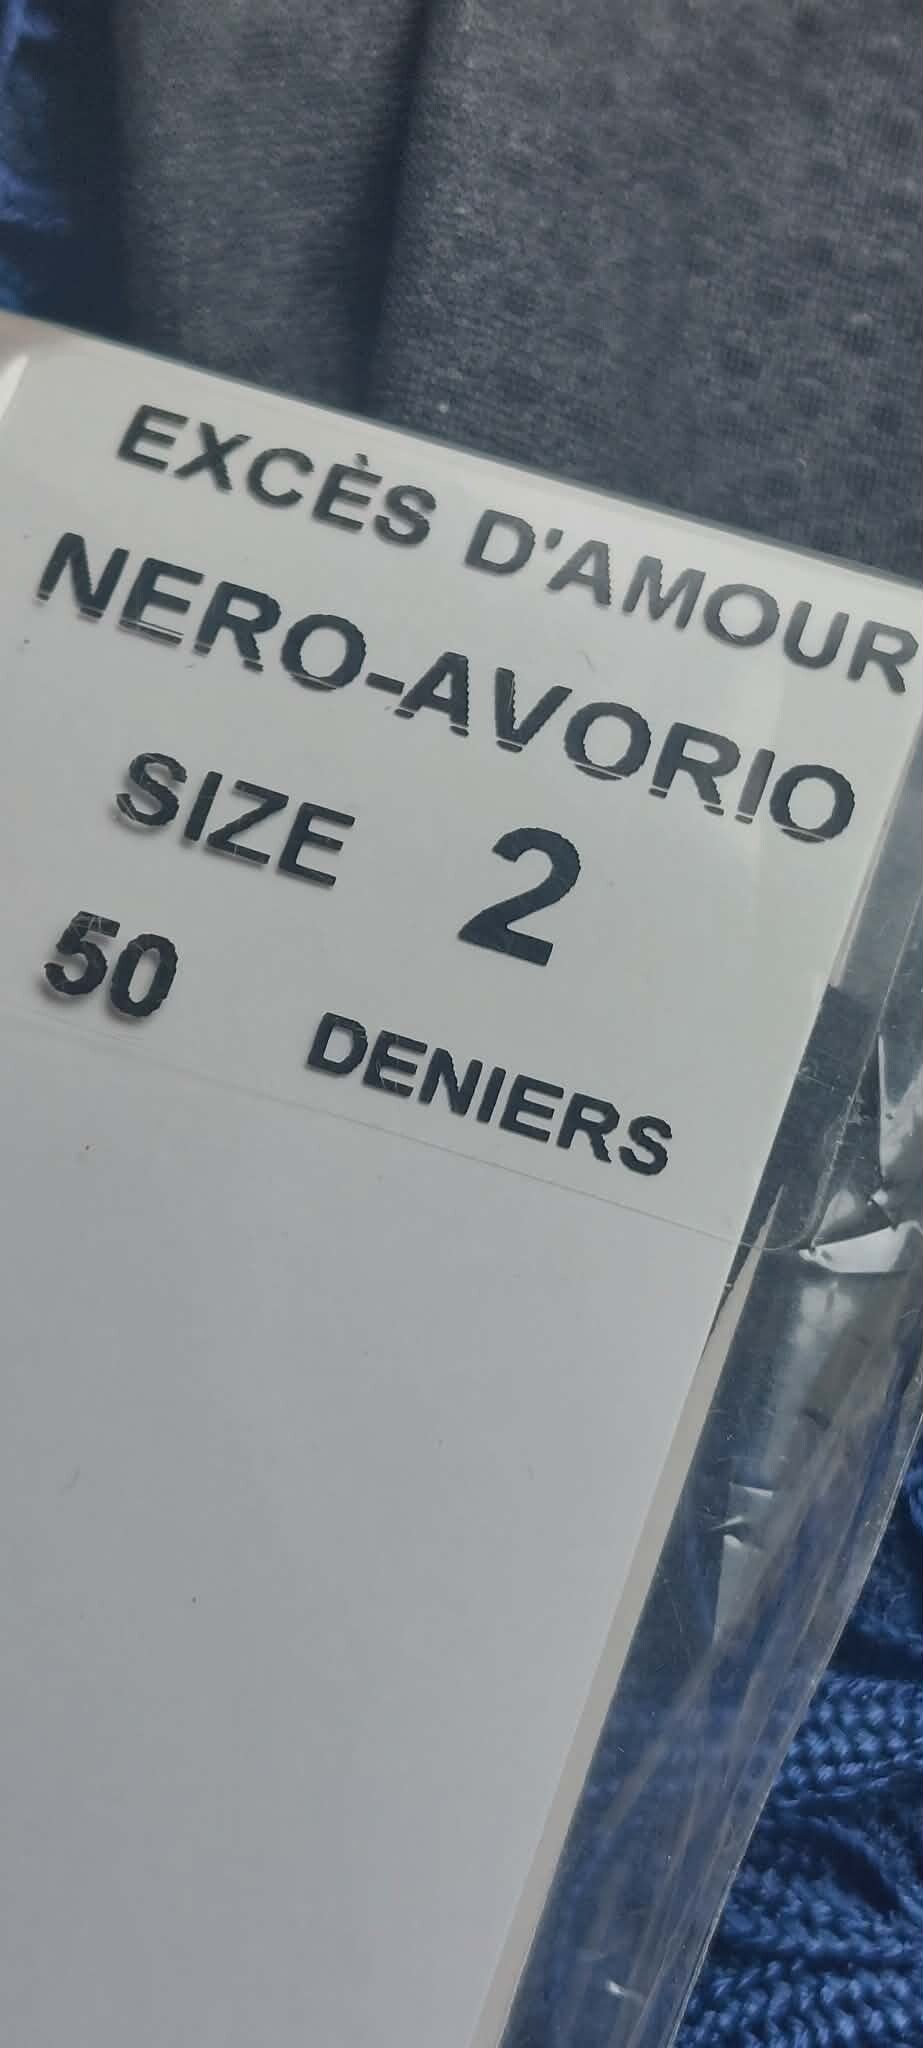 EXCÈS D'AMOUR
NERO-AVORIO
SIZE 2
50 DENIERS